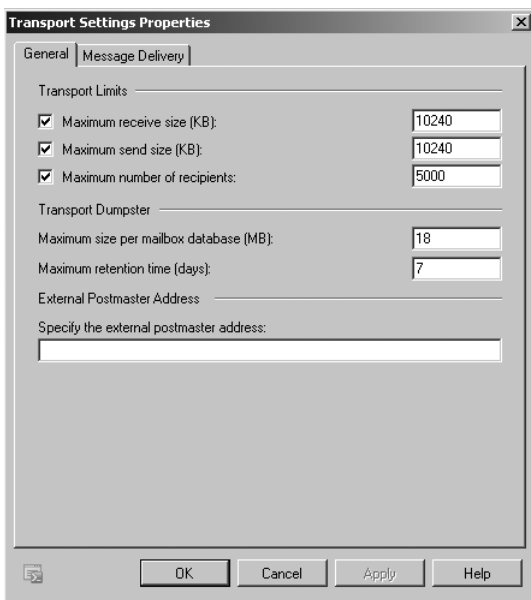 Transport Settings Properties
General Message Delivery
Transport Limits
Maximum receive size (KB): 10240
Maximum send size (KB): 10240
Maximum number of recipients: 5000
Transport Dumpster
Maximum size per mailbox database (MB): 18
Maximum retention time (days): 7
External Postmaster Address
Specify the external postmaster address:
OK Cancel Apply Help